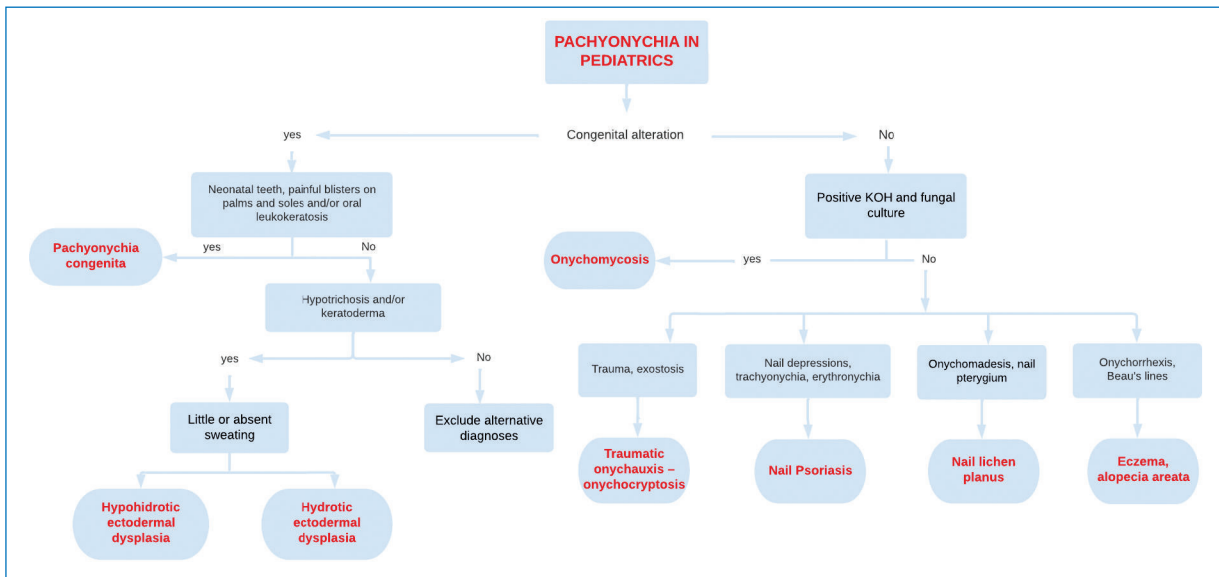 PACHYONYCHIA IN
PEDIATRICS
yes
Congenital alteration
No
Neonatal teeth, painful blisters on
palms and soles and/or oral
leukokeratosis
Positive KOH and fungal
culture
Pachyonychia
congenita
yes
No
Onychomycosis
yes
No
Hypotrichosis and/or
keratoderma
yes
No
Trauma, exostosis
Nail depressions,
trachyonychia, erythronychia
Onychomadesis, nail
pterygium
Onychorrhexis,
Beau's lines
Little or absent
sweating
Exclude alternative
diagnoses
Traumatic
onychauxis –
onychocryptosis
Nail Psoriasis
Nail lichen
planus
Eczema,
alopecia areata
Hypohidrotic
ectodermal
dysplasia
Hydrotic
ectodermal
dysplasia